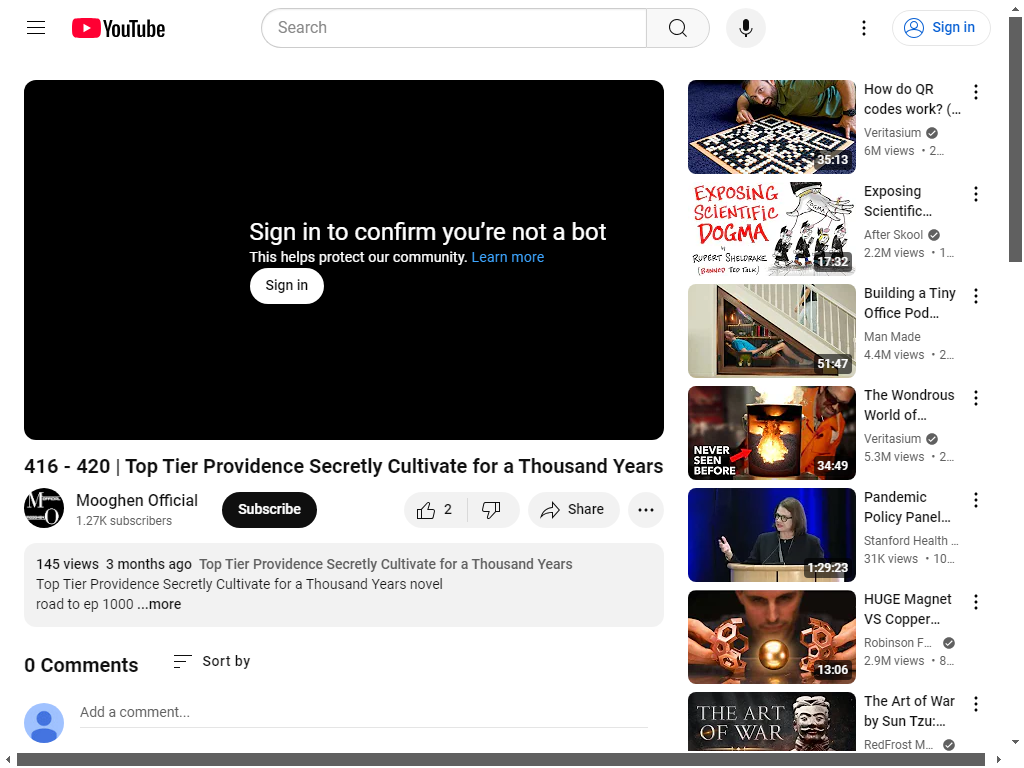 YouTube
Search
Sign in
Sign in to confirm you're not a bot
This helps protect our community. Learn more
Sign in
416 - 420 | Top Tier Providence Secretly Cultivate for a Thousand Years
Mooghen Official
1.27K subscribers
Subscribe
2
Share
145 views 3 months ago Top Tier Providence Secretly Cultivate for a Thousand Years
Top Tier Providence Secretly Cultivate for a Thousand Years novel
road to ep 1000 ...more
0 Comments
Sort by
Add a comment...
35:13
How do QR
codes work? (...
Veritasium
6M views • 2...
EXPOSING
SCIENTIFIC
DOGMA
DOGMA
BY
RUPERT SHELDRAKE
(BANNED TED TALK)
17:32
Exposing
Scientific...
After Skool
2.2M views • 1...
51:47
Building a Tiny
Office Pod...
Man Made
4.4M views • 2...
NEVER
SEEN
BEFORE
34:49
The Wondrous
World of...
Veritasium
5.3M views • 2...
1:29:23
Pandemic
Policy Panel...
Stanford Health ...
31K views • 10...
13:06
HUGE Magnet
VS Copper...
Robinson F...
2.9M views • 8...
THE ART
OF WAR
The Art of War
by Sun Tzu:...
RedFrost M...